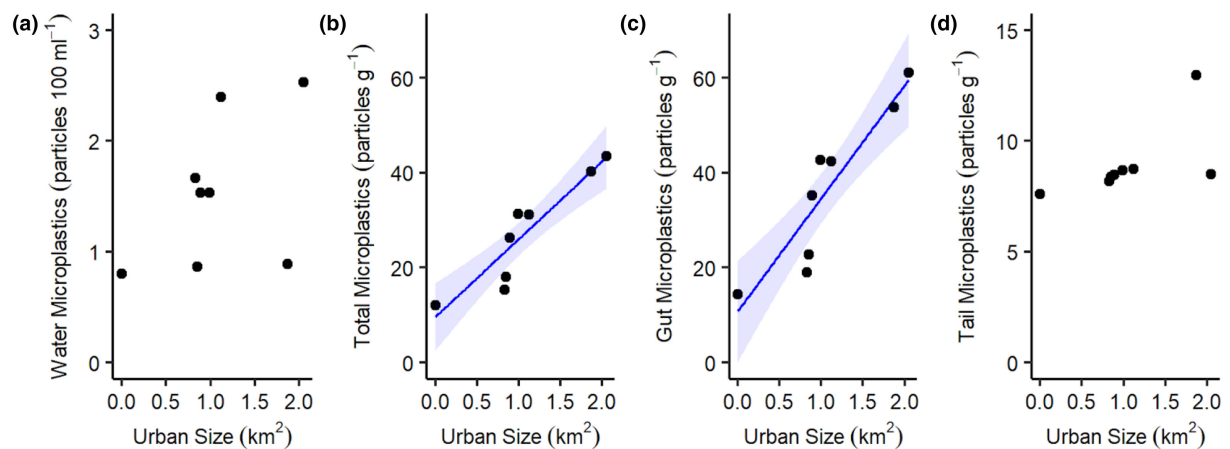 (a)
Water Microplastics (particles 100 ml⁻¹)
3
2
1
0
0.0 0.5 1.0 1.5 2.0
Urban Size (km²)
(b)
Total Microplastics (particles g⁻¹)
60
40
20
0
0.0 0.5 1.0 1.5 2.0
Urban Size (km²)
(c)
Gut Microplastics (particles g⁻¹)
60
40
20
0
0.0 0.5 1.0 1.5 2.0
Urban Size (km²)
(d)
Tail Microplastics (particles g⁻¹)
15
10
5
0
0.0 0.5 1.0 1.5 2.0
Urban Size (km²)